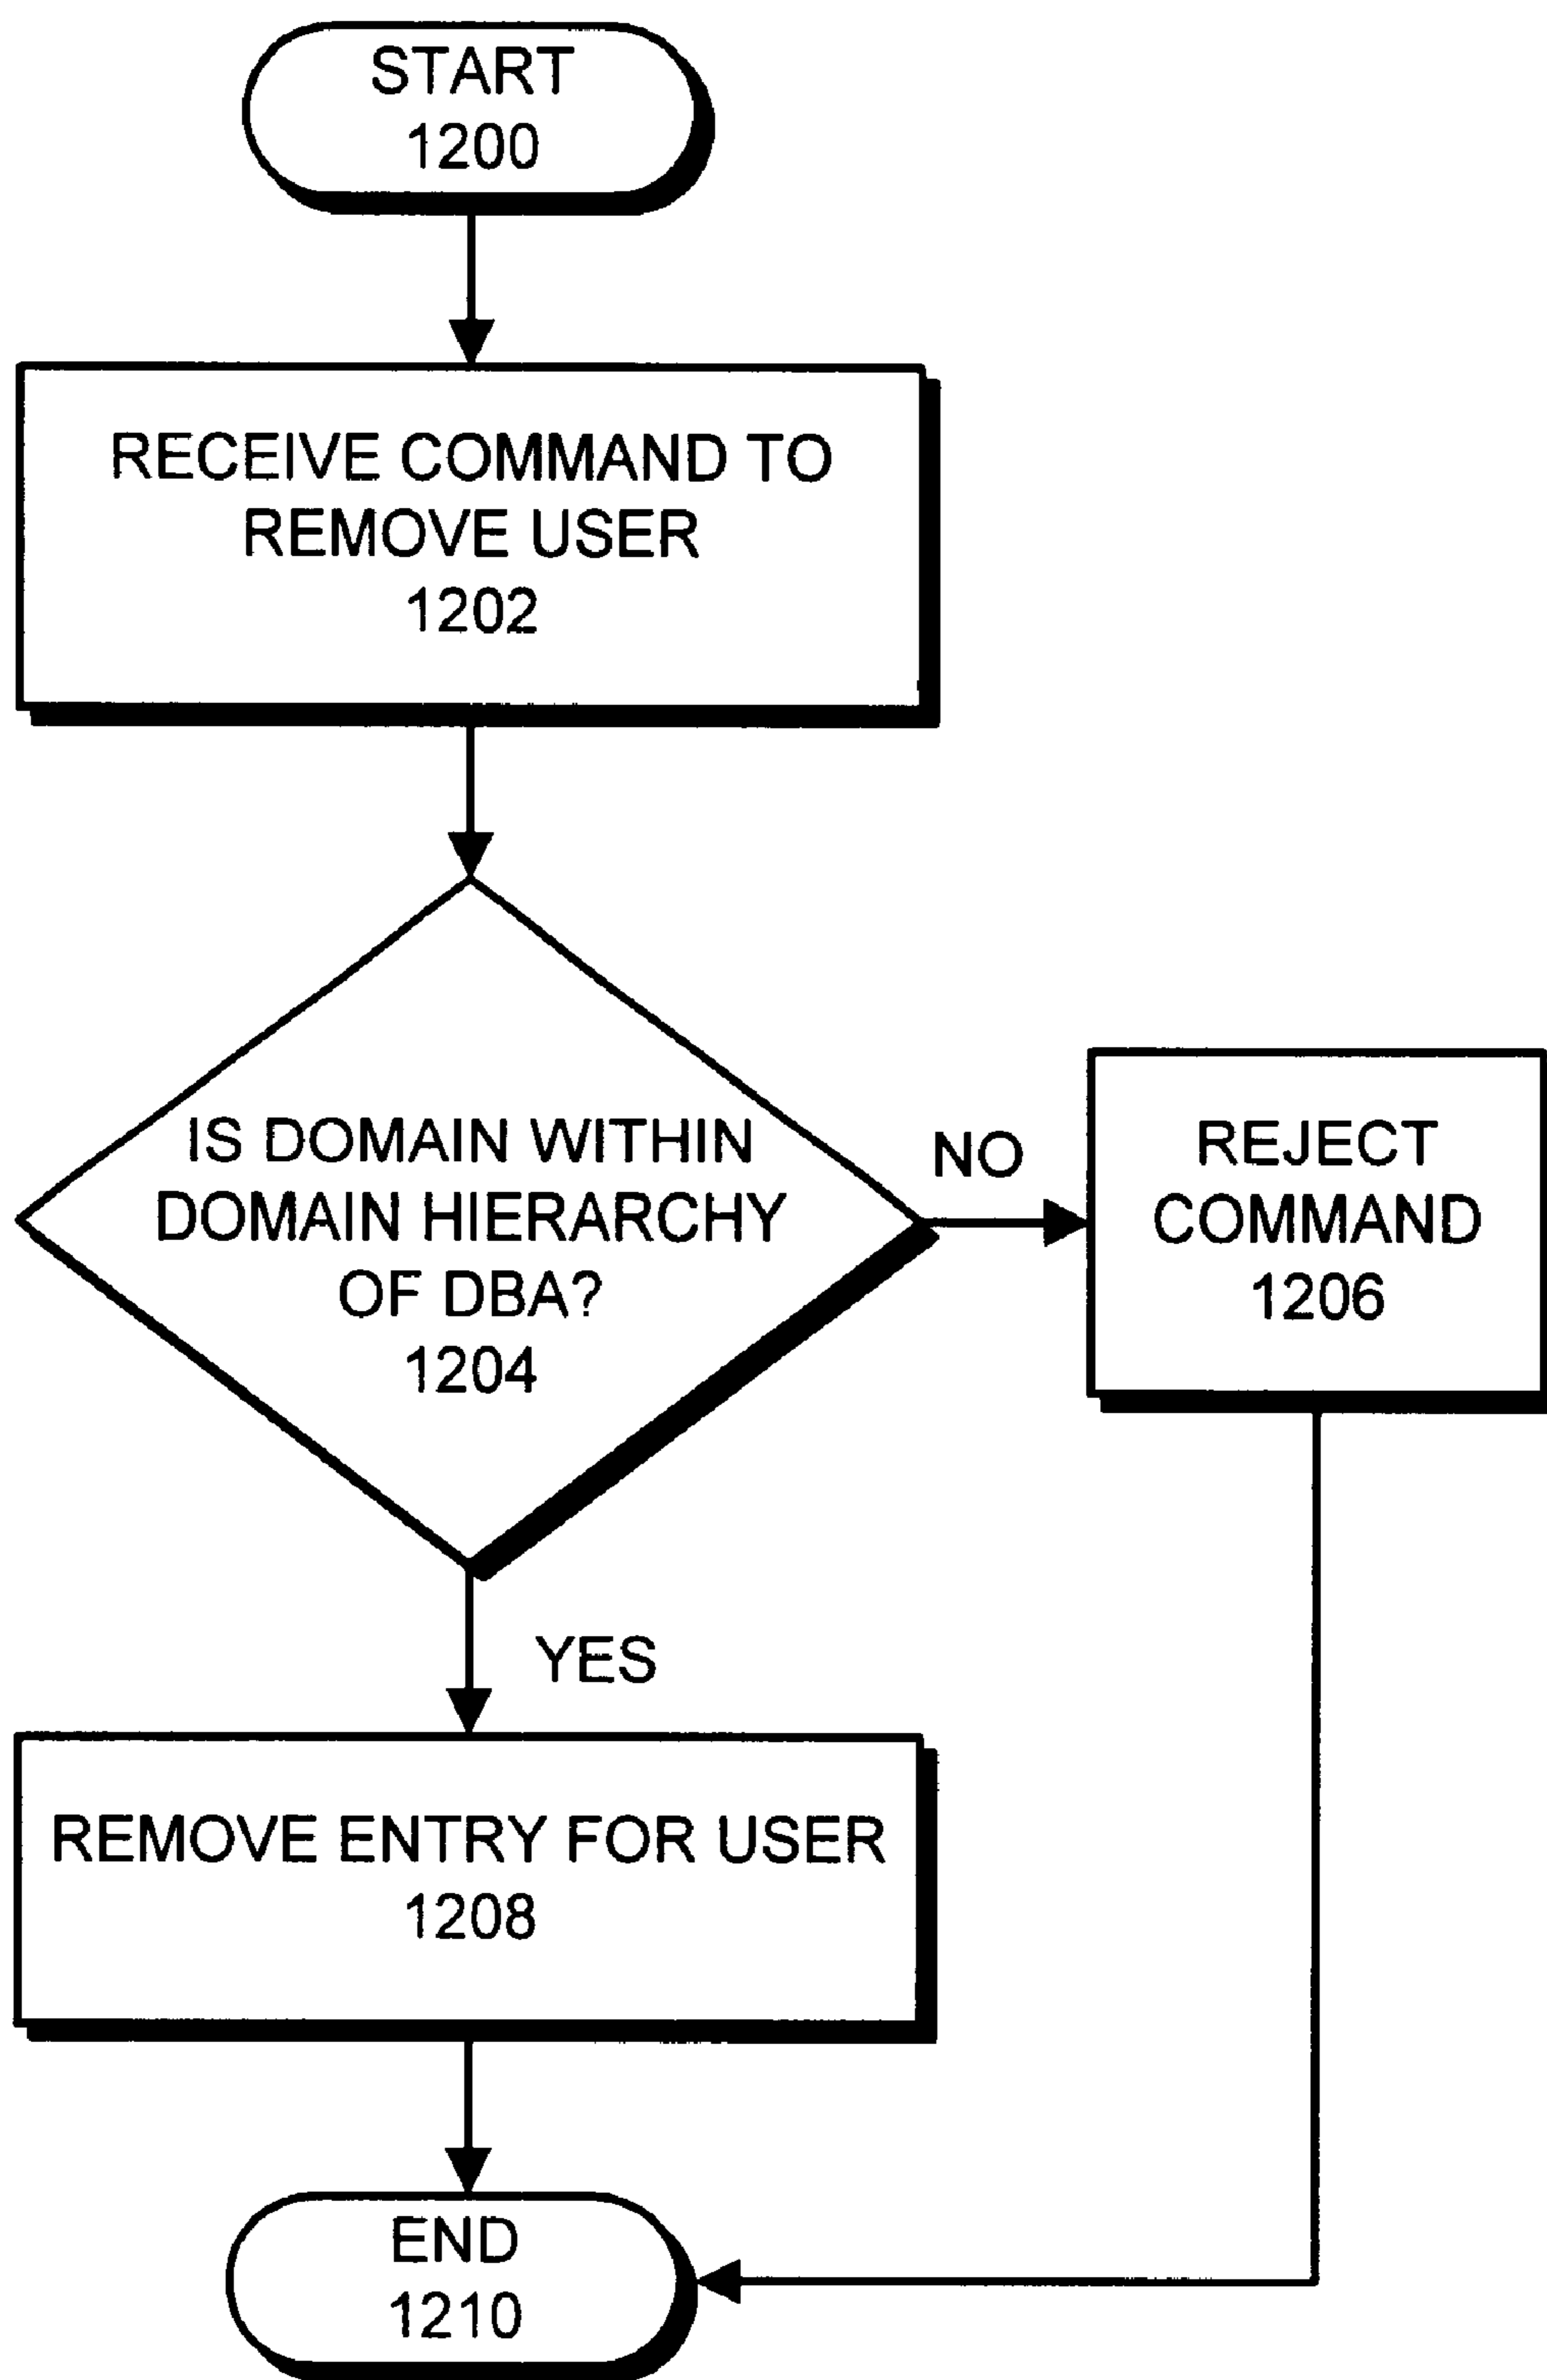 START
1200
RECEIVE COMMAND TO
REMOVE USER
1202
IS DOMAIN WITHIN
DOMAIN HIERARCHY
OF DBA?
1204
NO
REJECT
COMMAND
1206
YES
REMOVE ENTRY FOR USER
1208
END
1210